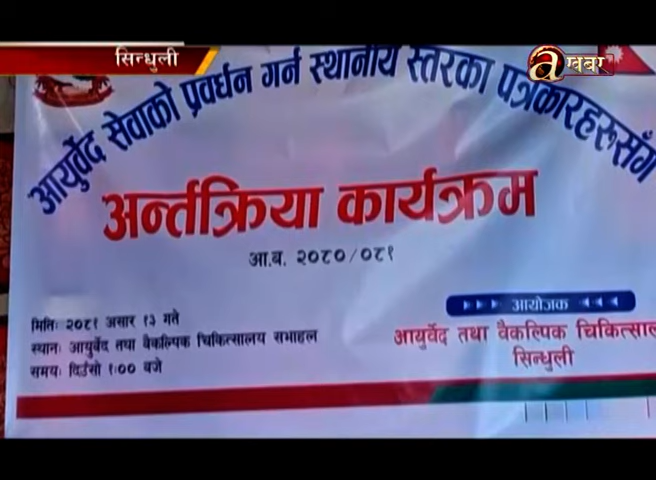 सिन्धुली
aखबर
आयुर्वेद सेवाको प्रवर्धन गर्न स्थानीय स्तरका पत्रकारहरुसँग
अर्न्तक्रिया कार्यक्रम
आ.ब. २०८०/०८१
मितिः २०८१ असार १३ गते
स्थानः आयुर्वेद तथा वैकल्पिक चिकित्सालय सभाहल
समयः दिउँसो १:०० बजे
आयोजक
आयुर्वेद तथा वैकल्पिक चिकित्साल
सिन्धुली